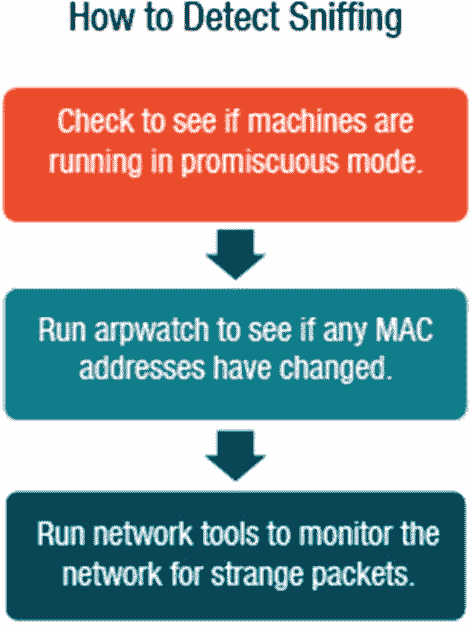 How to Detect Sniffing
Check to see if machines are
running in promiscuous mode.
Run arpwatch to see if any MAC
addresses have changed.
Run network tools to monitor the
network for strange packets.